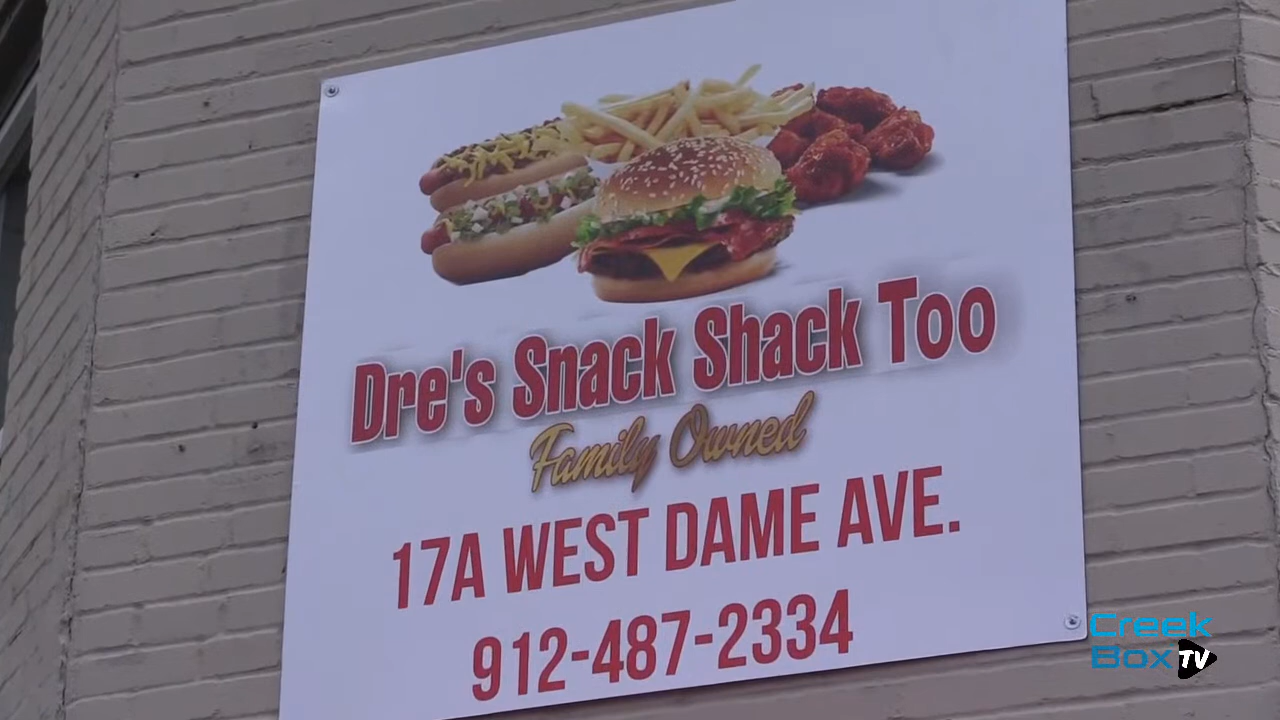 Dre's Snack Shack Too
Family Owned
17A WEST DAME AVE.
912-487-2334
Creek
Box TV